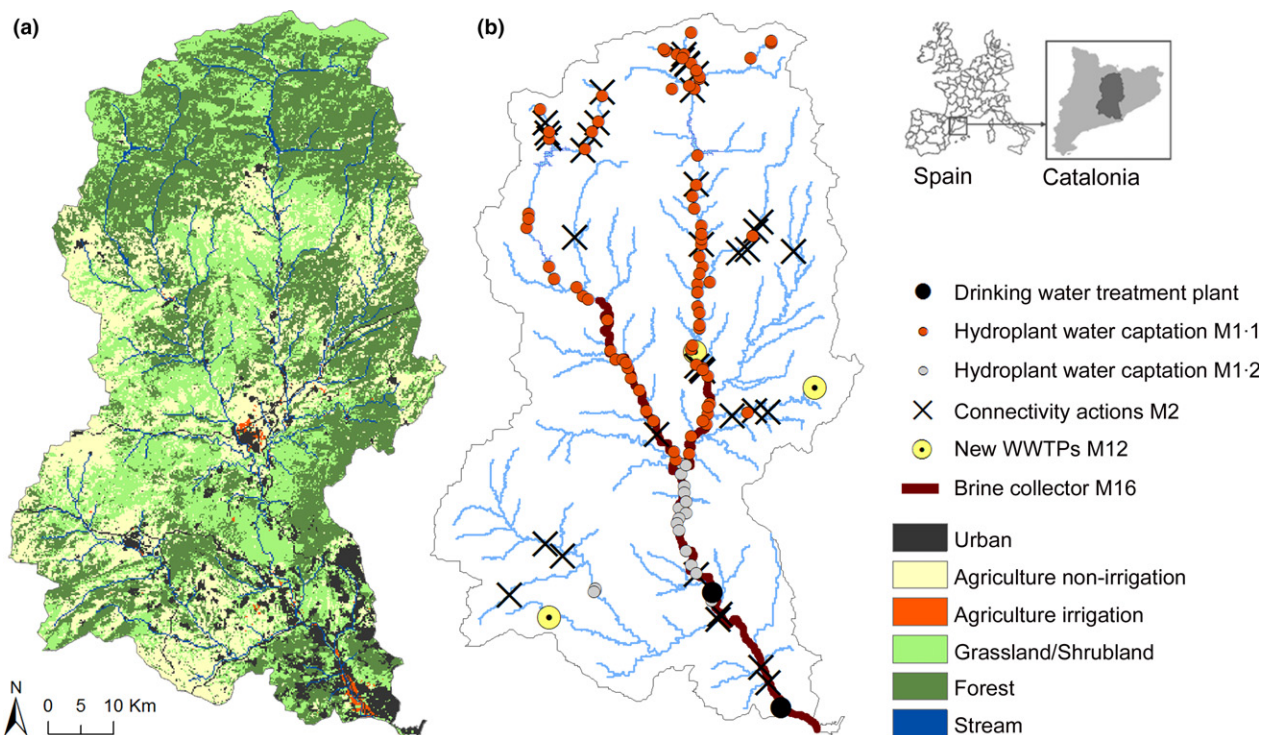 (a)
(b)
Spain
Catalonia
Drinking water treatment plant
Hydroplant water captation M1·1
Hydroplant water captation M1·2
Connectivity actions M2
New WWTPs M12
Brine collector M16
Urban
Agriculture non-irrigation
Agriculture irrigation
Grassland/Shrubland
Forest
Stream
N
0 5 10 Km